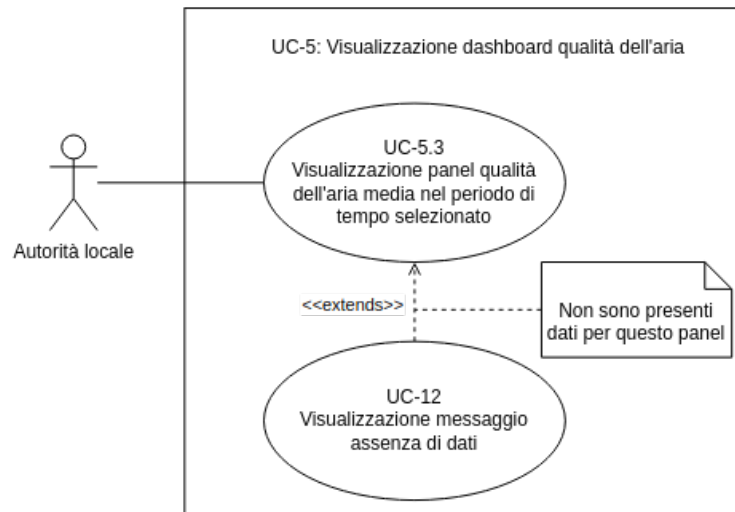 UC-5: Visualizzazione dashboard qualità dell'aria
UC-5.3
Visualizzazione panel qualità
dell'aria media nel periodo di
tempo selezionato
Autorità locale
<<extends>>
Non sono presenti
dati per questo panel
UC-12
Visualizzazione messaggio
assenza di dati